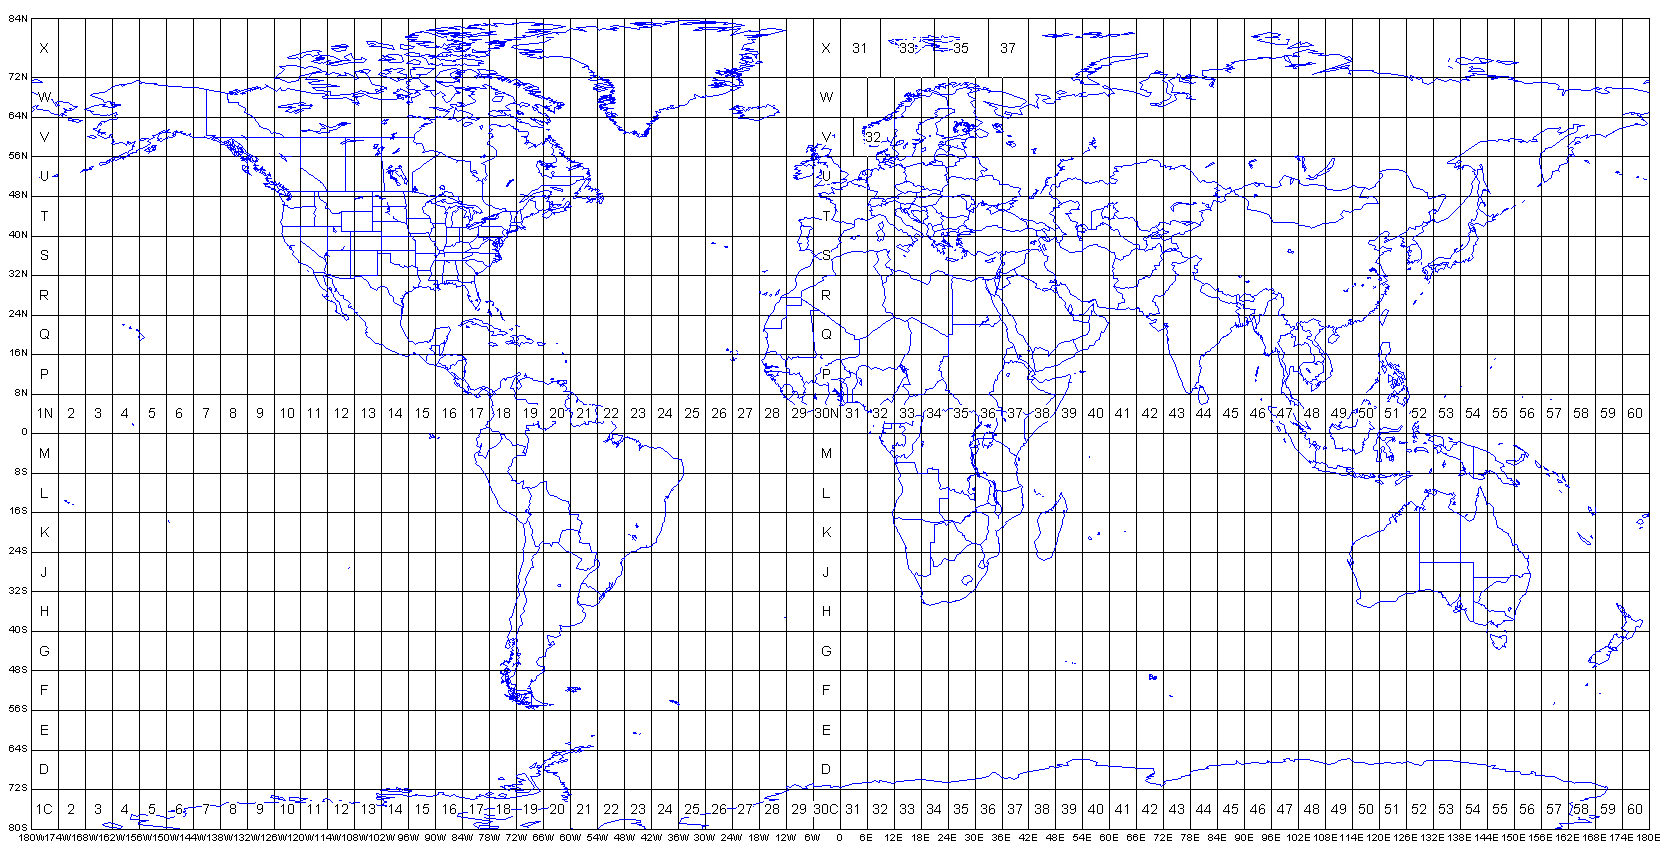 84N
X X 31 33 35 37
72N
W W
64N
V V 32
56N
U U
48N
T T
40N
S S
32N
R R
24N
Q Q
16N
P P
8N
1N 2 3 4 5 6 7 8 9 10 11 12 13 14 15 16 17 18 19 20 21 22 23 24 25 26 27 28 29 30N 31 32 33 34 35 36 37 38 39 40 41 42 43 44 45 46 47 48 49 50 51 52 53 54 55 56 57 58 59 60
0
M M
8S
L L
16S
K K
24S
J J
32S
H H
40S
G G
48S
F F
56S
E E
64S
D D
72S
1C 2 3 4 5 6 7 8 9 10 11 12 13 14 15 16 17 18 19 20 21 22 23 24 25 26 27 28 29 30C 31 32 33 34 35 36 37 38 39 40 41 42 43 44 45 46 47 48 49 50 51 52 53 54 55 56 57 58 59 60
80S
180W 174W 168W 162W 156W 150W 144W 138W 132W 126W 120W 114W 108W 102W 96W 90W 84W 78W 72W 66W 60W 54W 48W 42W 36W 30W 24W 18W 12W 6W 0 6E 12E 18E 24E 30E 36E 42E 48E 54E 60E 66E 72E 78E 84E 90E 96E 102E 108E 114E 120E 126E 132E 138E 144E 150E 156E 162E 168E 174E 180E